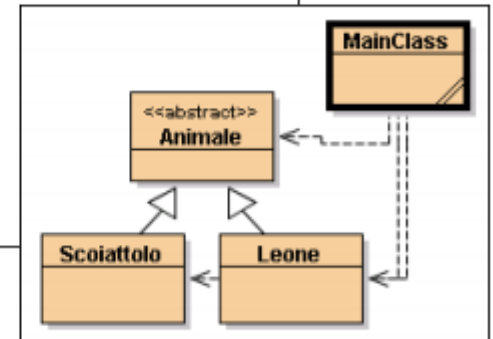 MainClass
<<abstract>>
Animale
Scoiattolo
Leone